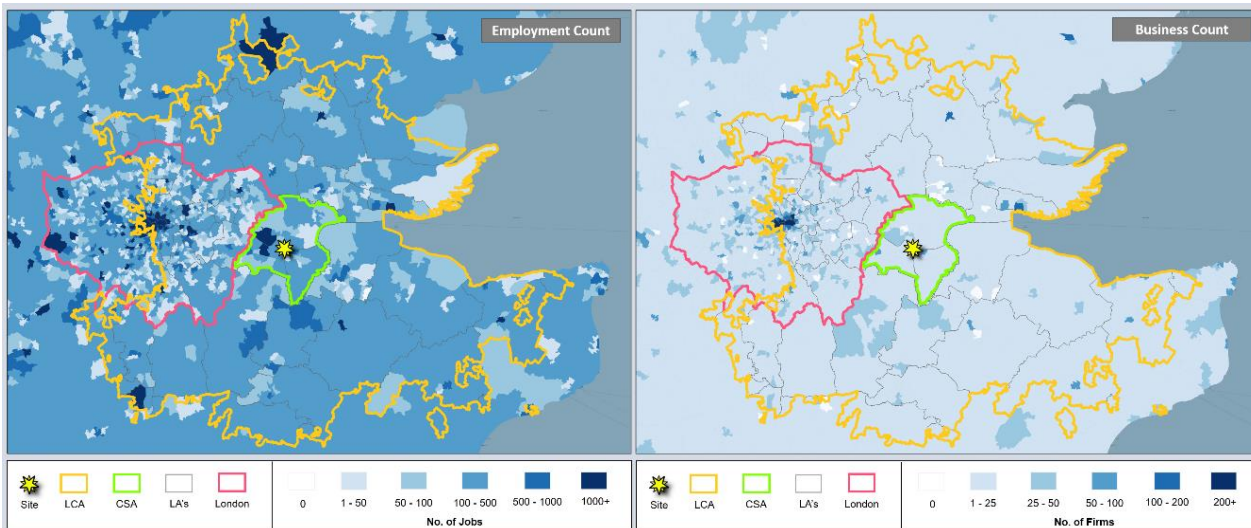 Employment Count
Business Count
Site LCA CSA LA's London
0 1 - 50 50 - 100 100 - 500 500 - 1000 1000+
No. of Jobs
Site LCA CSA LA's London
0 1 - 25 25 - 50 50 - 100 100 - 200 200+
No. of Firms